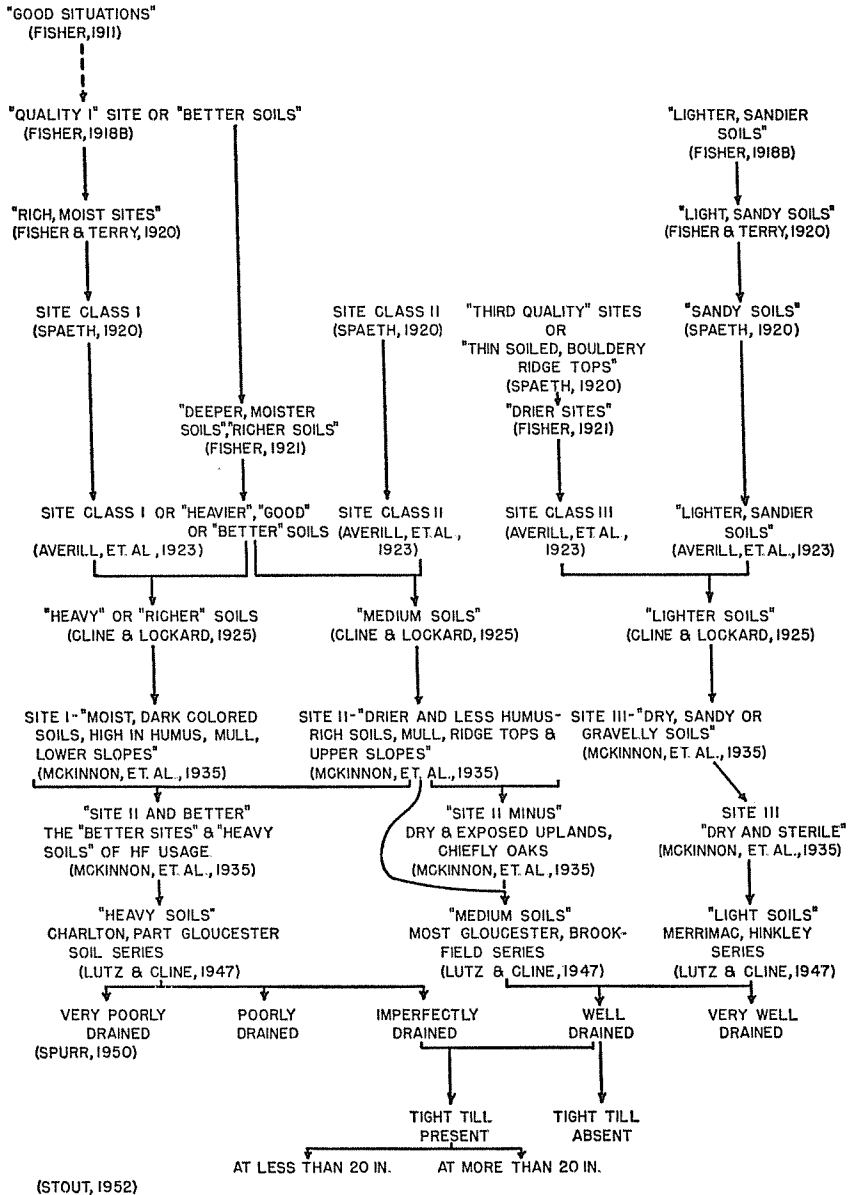 "GOOD SITUATIONS"
(FISHER, 1911)
"QUALITY I" SITE OR "BETTER SOILS"
(FISHER, 1918B)
"LIGHTER, SANDIER
SOILS"
(FISHER, 1918B)
"RICH, MOIST SITES"
(FISHER & TERRY, 1920)
"LIGHT, SANDY SOILS"
(FISHER & TERRY, 1920)
SITE CLASS I
(SPAETH, 1920)
SITE CLASS II
(SPAETH, 1920)
"THIRD QUALITY" SITES
OR
"THIN SOILED, BOULDERY
RIDGE TOPS"
(SPAETH, 1920)
"SANDY SOILS"
(SPAETH, 1920)
"DEEPER, MOISTER
SOILS","RICHER SOILS"
(FISHER, 1921)
"DRIER SITES"
(FISHER, 1921)
SITE CLASS I OR "HEAVIER", "GOOD"
OR "BETTER" SOILS
(AVERILL, ET. AL, 1923)
SITE CLASS II
(AVERILL, ET. AL.,
1923)
SITE CLASS III
(AVERILL, ET. AL.,
1923)
"LIGHTER, SANDIER
SOILS"
(AVERILL, ET. AL., 1923)
"HEAVY" OR "RICHER" SOILS
(CLINE & LOCKARD, 1925)
"MEDIUM SOILS"
(CLINE & LOCKARD, 1925)
"LIGHTER SOILS"
(CLINE & LOCKARD, 1925)
SITE I-"MOIST, DARK COLORED
SOILS, HIGH IN HUMUS, MULL,
LOWER SLOPES"
(MCKINNON, ET. AL., 1935)
SITE II-"DRIER AND LESS HUMUS-
RICH SOILS, MULL, RIDGE TOPS &
UPPER SLOPES"
(MCKINNON, ET. AL., 1935)
SITE III-"DRY, SANDY OR
GRAVELLY SOILS"
(MCKINNON, ET. AL., 1935)
"SITE II AND BETTER"
THE "BETTER SITES" & "HEAVY
SOILS" OF HF USAGE.
(MCKINNON, ET. AL., 1935)
"SITE II MINUS"
DRY & EXPOSED UPLANDS,
CHIEFLY OAKS
(MCKINNON, ET. AL, 1935)
SITE III
"DRY AND STERILE"
(MCKINNON, ET. AL., 1935)
"HEAVY SOILS"
CHARLTON, PART GLOUCESTER
SOIL SERIES
(LUTZ & CLINE, 1947)
"MEDIUM SOILS"
MOST GLOUCESTER, BROOK-
FIELD SERIES
(LUTZ & CLINE, 1947)
"LIGHT SOILS"
MERRIMAC, HINKLEY
SERIES
(LUTZ & CLINE, 1947)
VERY POORLY
DRAINED
(SPURR, 1950)
POORLY
DRAINED
IMPERFECTLY
DRAINED
WELL
DRAINED
VERY WELL
DRAINED
TIGHT TILL
PRESENT
TIGHT TILL
ABSENT
AT LESS THAN 20 IN.
AT MORE THAN 20 IN.
(STOUT, 1952)